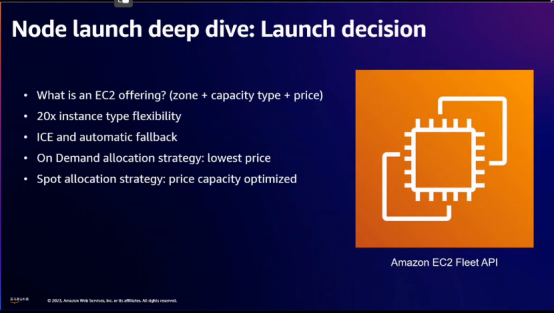 Node launch deep dive: Launch decision
• What is an EC2 offering? (zone + capacity type + price)
• 20x instance type flexibility
• ICE and automatic fallback
• On Demand allocation strategy: lowest price
• Spot allocation strategy: price capacity optimized
Amazon EC2 Fleet API
© 2023, Amazon Web Services, Inc. or its affiliates. All rights reserved.